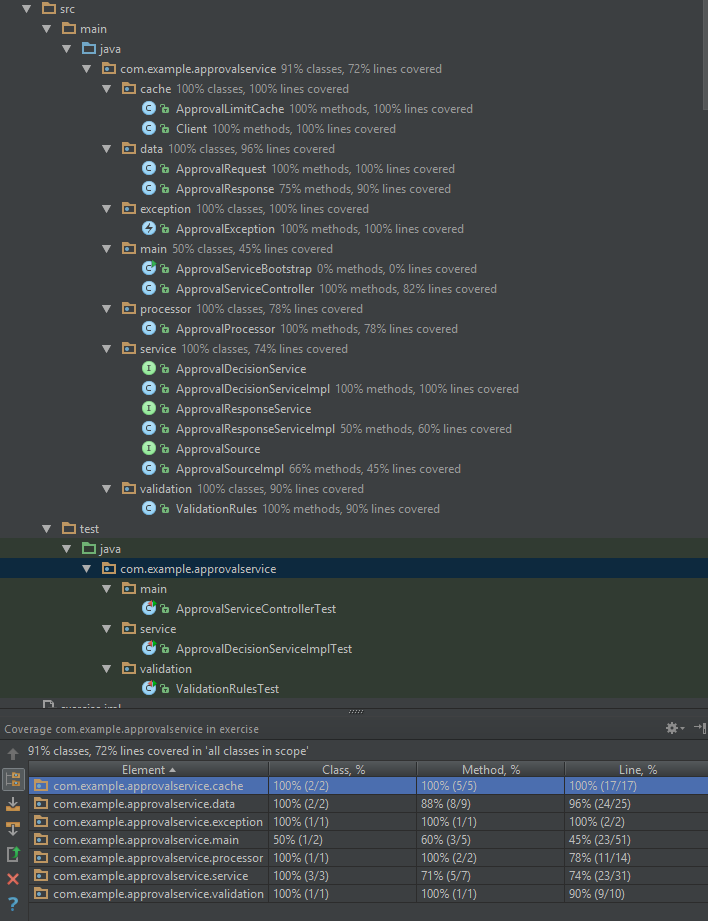 src
main
java
com.example.approvalservice 91% classes, 72% lines covered
cache 100% classes, 100% lines covered
ApprovalLimitCache 100% methods, 100% lines covered
Client 100% methods, 100% lines covered
data 100% classes, 96% lines covered
ApprovalRequest 100% methods, 100% lines covered
ApprovalResponse 75% methods, 90% lines covered
exception 100% classes, 100% lines covered
ApprovalException 100% methods, 100% lines covered
main 50% classes, 45% lines covered
ApprovalServiceBootstrap 0% methods, 0% lines covered
ApprovalServiceController 100% methods, 82% lines covered
processor 100% classes, 78% lines covered
ApprovalProcessor 100% methods, 78% lines covered
service 100% classes, 74% lines covered
ApprovalDecisionService
ApprovalDecisionServiceImpl 100% methods, 100% lines covered
ApprovalResponseService
ApprovalResponseServiceImpl 50% methods, 60% lines covered
ApprovalSource
ApprovalSourceImpl 66% methods, 45% lines covered
validation 100% classes, 90% lines covered
ValidationRules 100% methods, 90% lines covered
test
java
com.example.approvalservice
main
ApprovalServiceControllerTest
service
ApprovalDecisionServiceImplTest
validation
ValidationRulesTest
exercise.iml
Coverage com.example.approvalservice in exercise
91% classes, 72% lines covered in 'all classes in scope'
Element Class, % Method, % Line, %
com.example.approvalservice.cache 100% (2/2) 100% (5/5) 100% (17/17)
com.example.approvalservice.data 100% (2/2) 88% (8/9) 96% (24/25)
com.example.approvalservice.exception 100% (1/1) 100% (1/1) 100% (2/2)
com.example.approvalservice.main 50% (1/2) 60% (3/5) 45% (23/51)
com.example.approvalservice.processor 100% (1/1) 100% (2/2) 78% (11/14)
com.example.approvalservice.service 100% (3/3) 71% (5/7) 74% (23/31)
com.example.approvalservice.validation 100% (1/1) 100% (1/1) 90% (9/10)